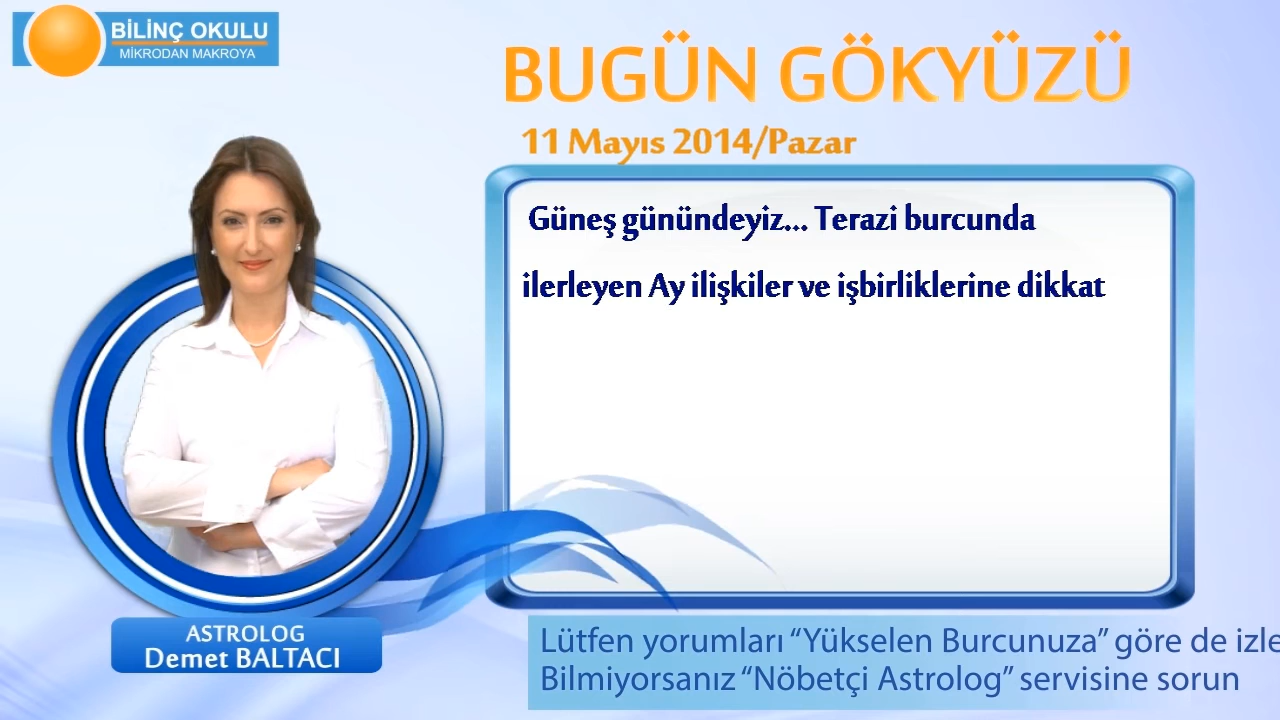 BİLİNÇ OKULU
MİKRODAN MAKROYA
BUGÜN GÖKYÜZÜ
11 Mayıs 2014/Pazar
Güneş günündeyiz... Terazi burcunda
ilerleyen Ay ilişkiler ve işbirliklerine dikkat
ASTROLOG
Demet BALTACI
Lütfen yorumları “Yükselen Burcunuza” göre de izle
Bilmiyorsanız “Nöbetçi Astrolog” servisine sorun